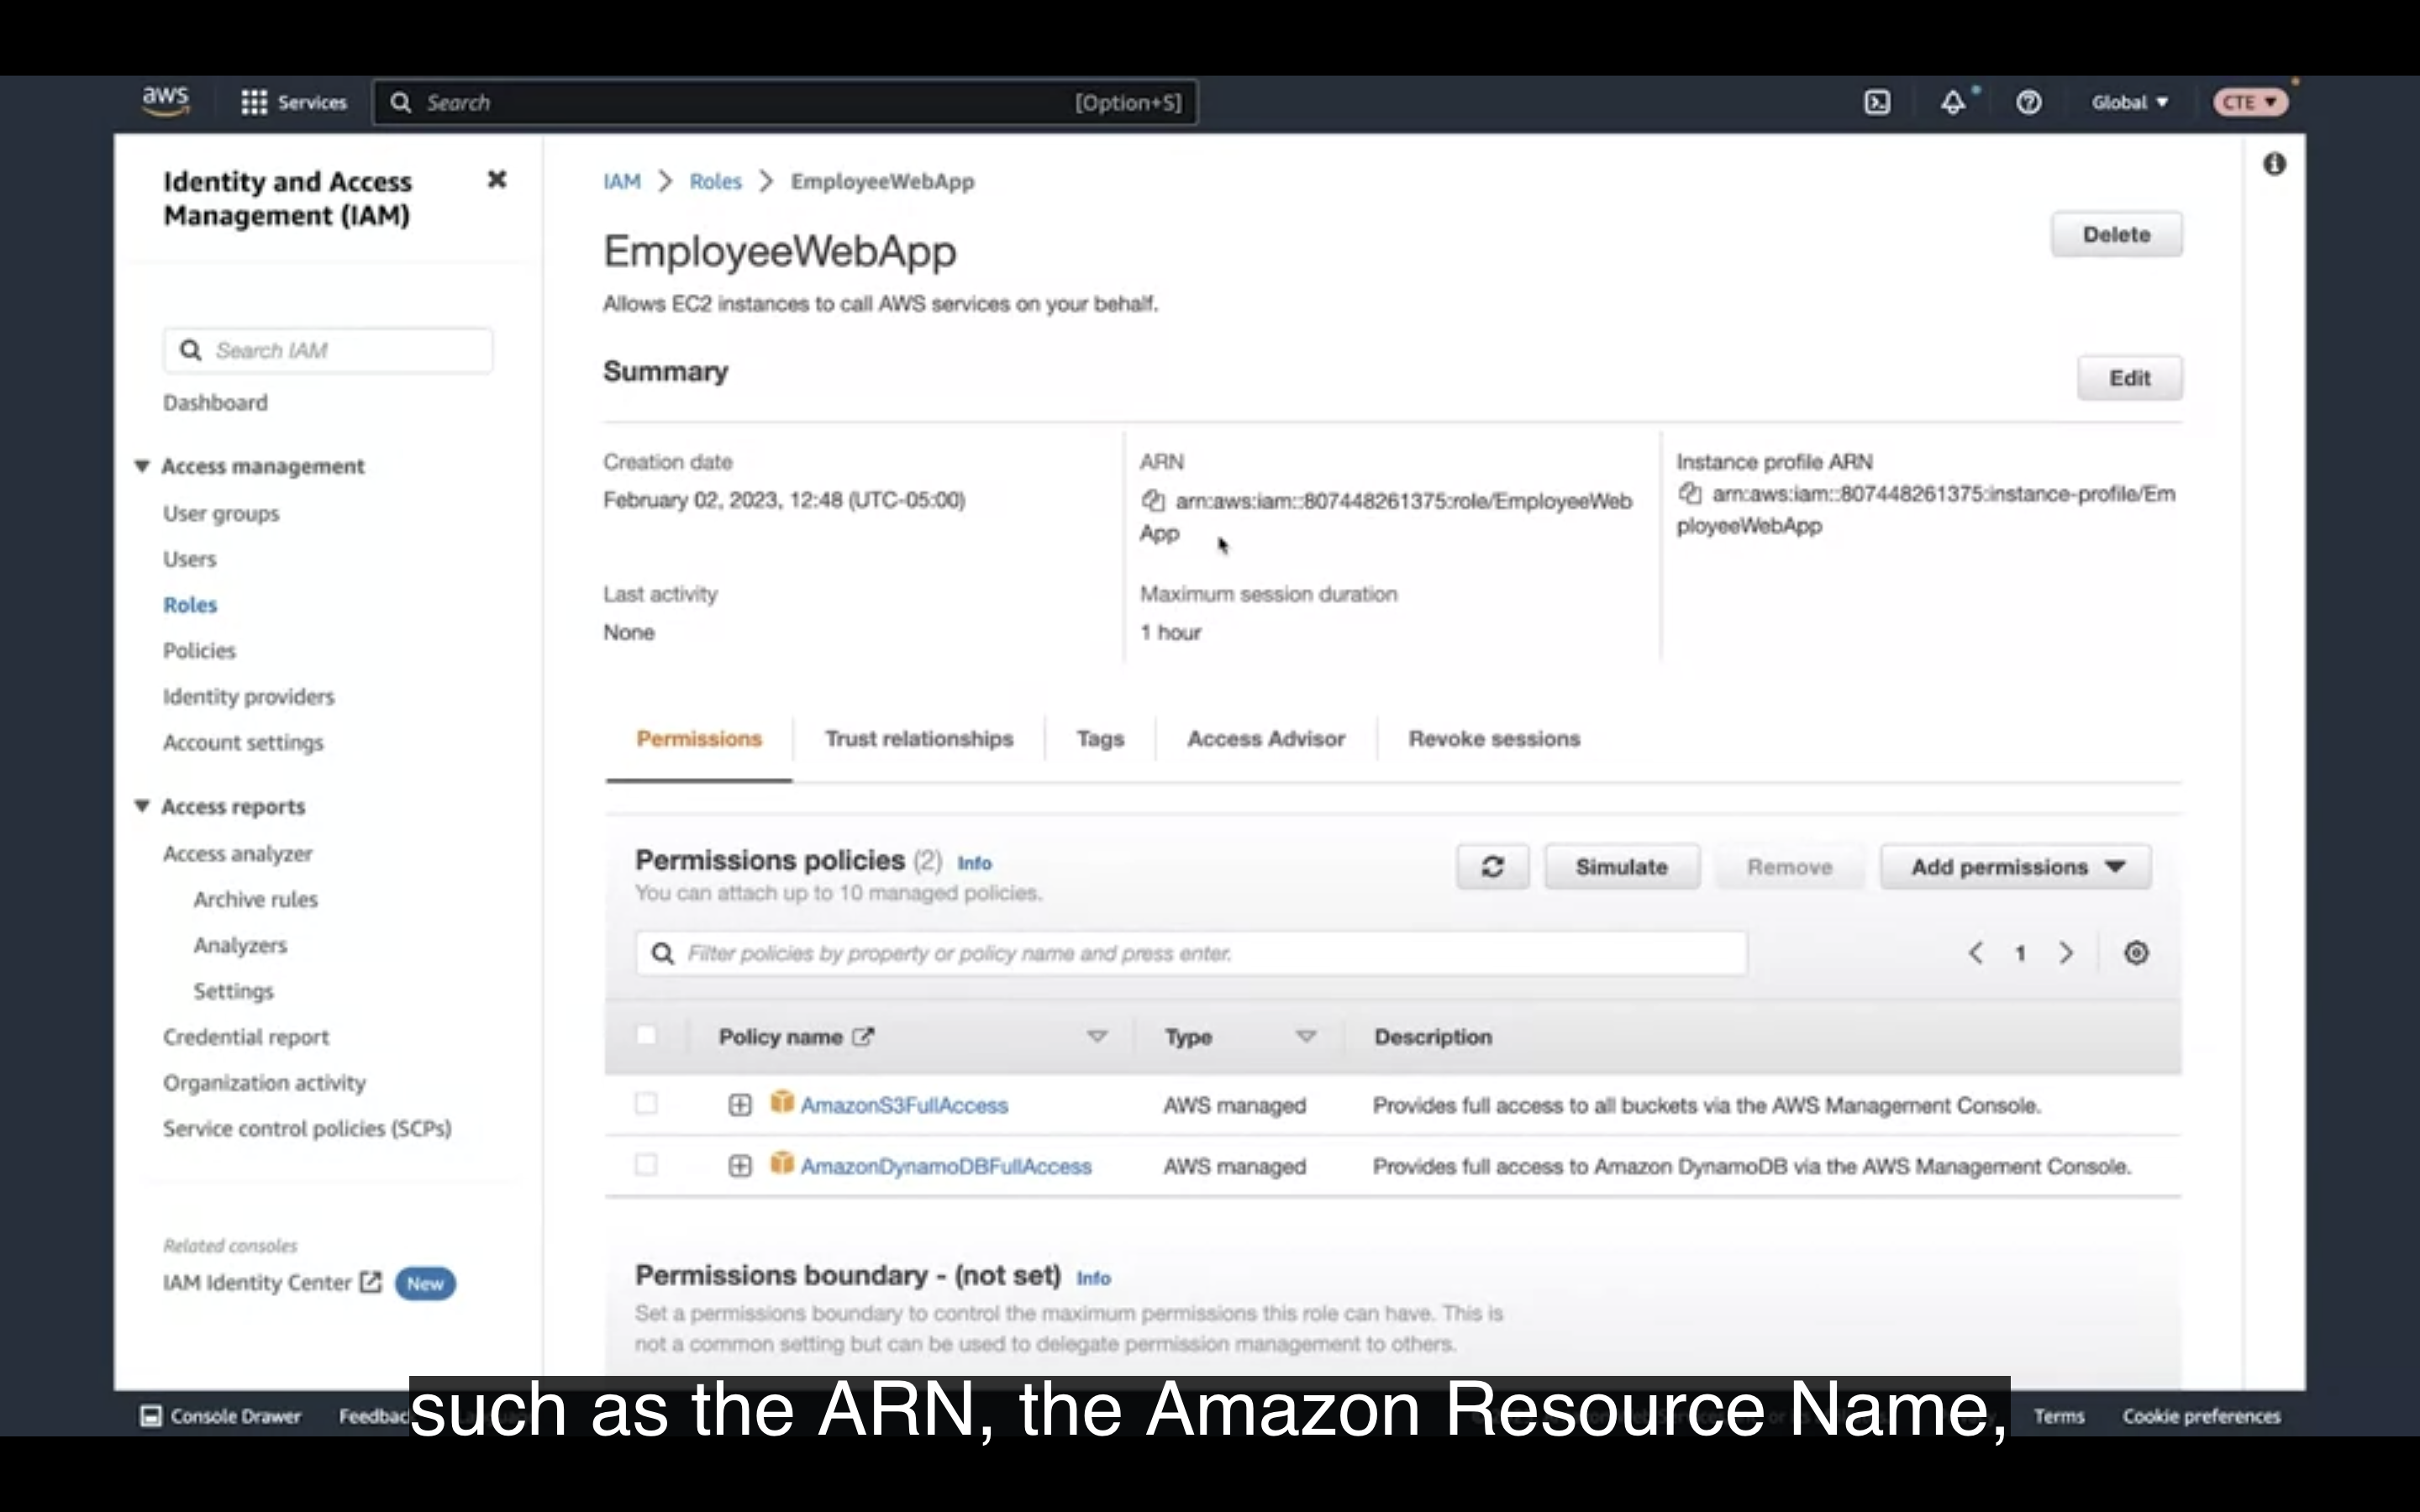 aws
Services
Search
[Option+S]
Global
CTE
Identity and Access
Management (IAM)
Search IAM
Dashboard
Access management
User groups
Users
Roles
Policies
Identity providers
Account settings
Access reports
Access analyzer
Archive rules
Analyzers
Settings
Credential report
Organization activity
Service control policies (SCPs)
Related consoles
IAM Identity Center New
IAM > Roles > EmployeeWebApp
EmployeeWebApp
Delete
Allows EC2 instances to call AWS services on your behalf.
Summary
Edit
Creation date
February 02, 2023, 12:48 (UTC-05:00)
ARN
arn:aws:iam::807448261375:role/EmployeeWeb
App
Instance profile ARN
arn:aws:iam::807448261375:instance-profile/Em
ployeeWebApp
Last activity
None
Maximum session duration
1 hour
Permissions
Trust relationships
Tags
Access Advisor
Revoke sessions
Permissions policies (2) Info
You can attach up to 10 managed policies.
Simulate
Remove
Add permissions
Filter policies by property or policy name and press enter.
1
Policy name
Type
Description
AmazonS3FullAccess
AWS managed
Provides full access to all buckets via the AWS Management Console.
AmazonDynamoDBFullAccess
AWS managed
Provides full access to Amazon DynamoDB via the AWS Management Console.
Permissions boundary - (not set) Info
Set a permissions boundary to control the maximum permissions this role can have. This is
not a common setting but can be used to delegate permission management to others.
such as the ARN, the Amazon Resource Name,
Console Drawer
Terms
Cookie preferences